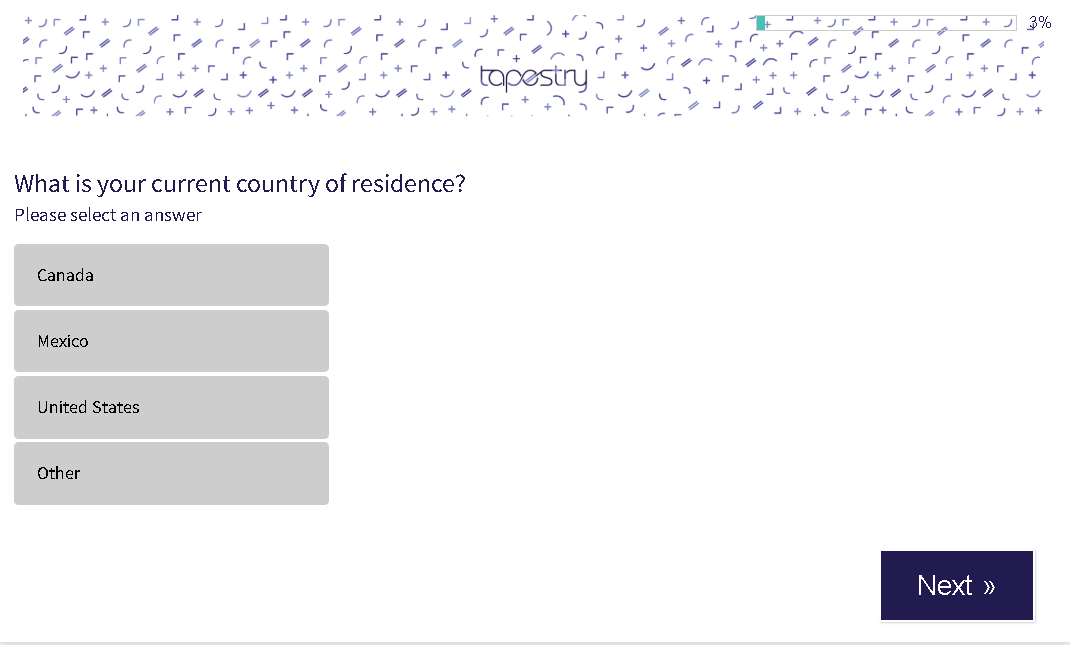 3%
tapestry
What is your current country of residence?
Please select an answer
Canada
Mexico
United States
Other
Next »